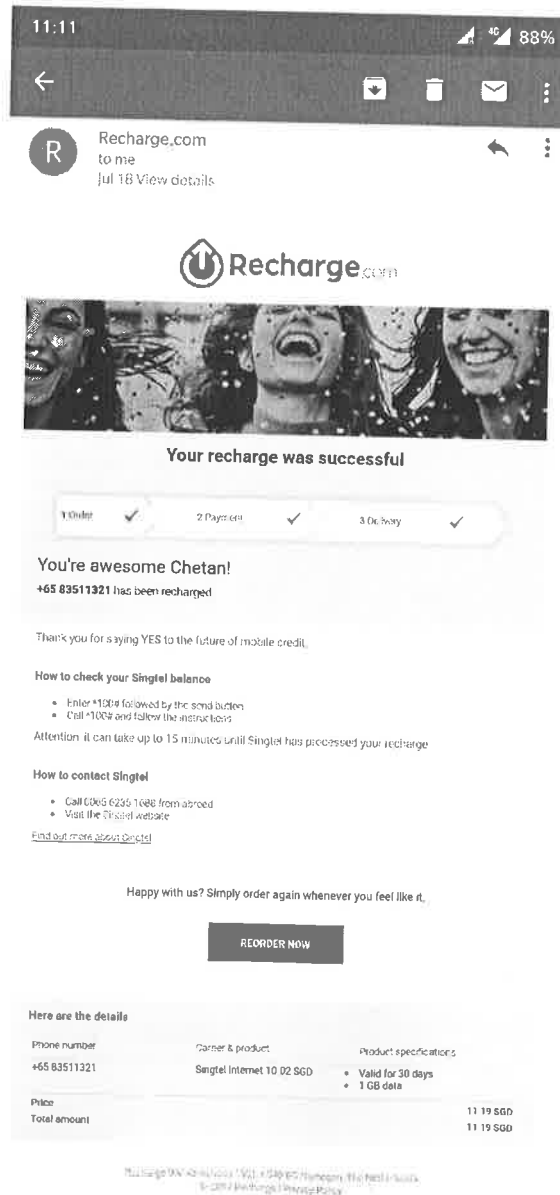 11:11
4G 88%
R
Recharge.com
to me
Jul 18 View details
Recharge.com
Your recharge was successful
1 Order
2 Payment
3 Delivery
You're awesome Chetan!
+65 83511321 has been recharged
Thank you for saying YES to the future of mobile credit.
How to check your Singtel balance
Enter *100# followed by the send button
Call *100# and follow the instructions
Attention: it can take up to 15 minutes until Singtel has processed your recharge
How to contact Singtel
Call 0065 6235 1688 from abroad
Visit the Singtel website
Find out more about Singtel
Happy with us? Simply order again whenever you feel like it.
REORDER NOW
Here are the details
Phone number
Carrier & product
Product specifications
+65 83511321
Singtel Internet 10.02 SGD
Valid for 30 days
1 GB data
Price
11.19 SGD
Total amount
11.19 SGD
Recharge | Privacy Policy